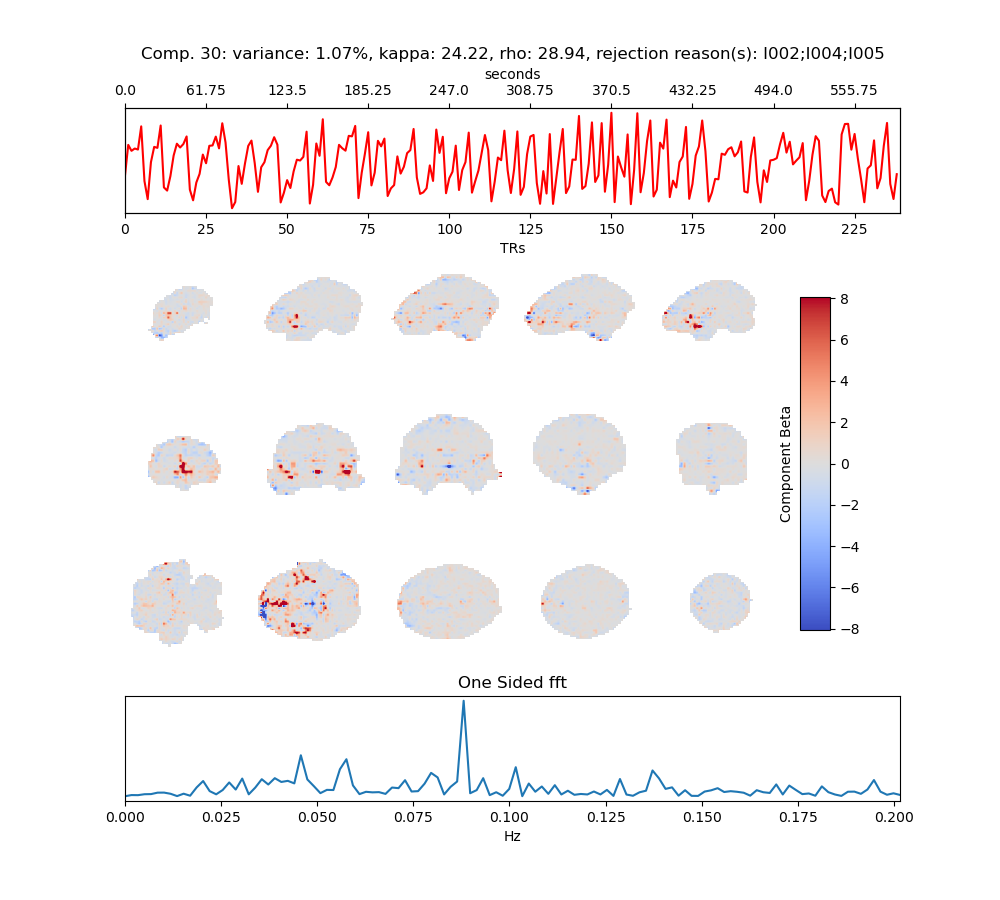 Comp. 30: variance: 1.07%, kappa: 24.22, rho: 28.94, rejection reason(s): I002;I004;I005
seconds
0.0 61.75 123.5 185.25 247.0 308.75 370.5 432.25 494.0 555.75
0 25 50 75 100 125 150 175 200 225
TRs
8
6
4
2
0
−2
−4
−6
−8
Component Beta
One Sided fft
0.000 0.025 0.050 0.075 0.100 0.125 0.150 0.175 0.200
Hz